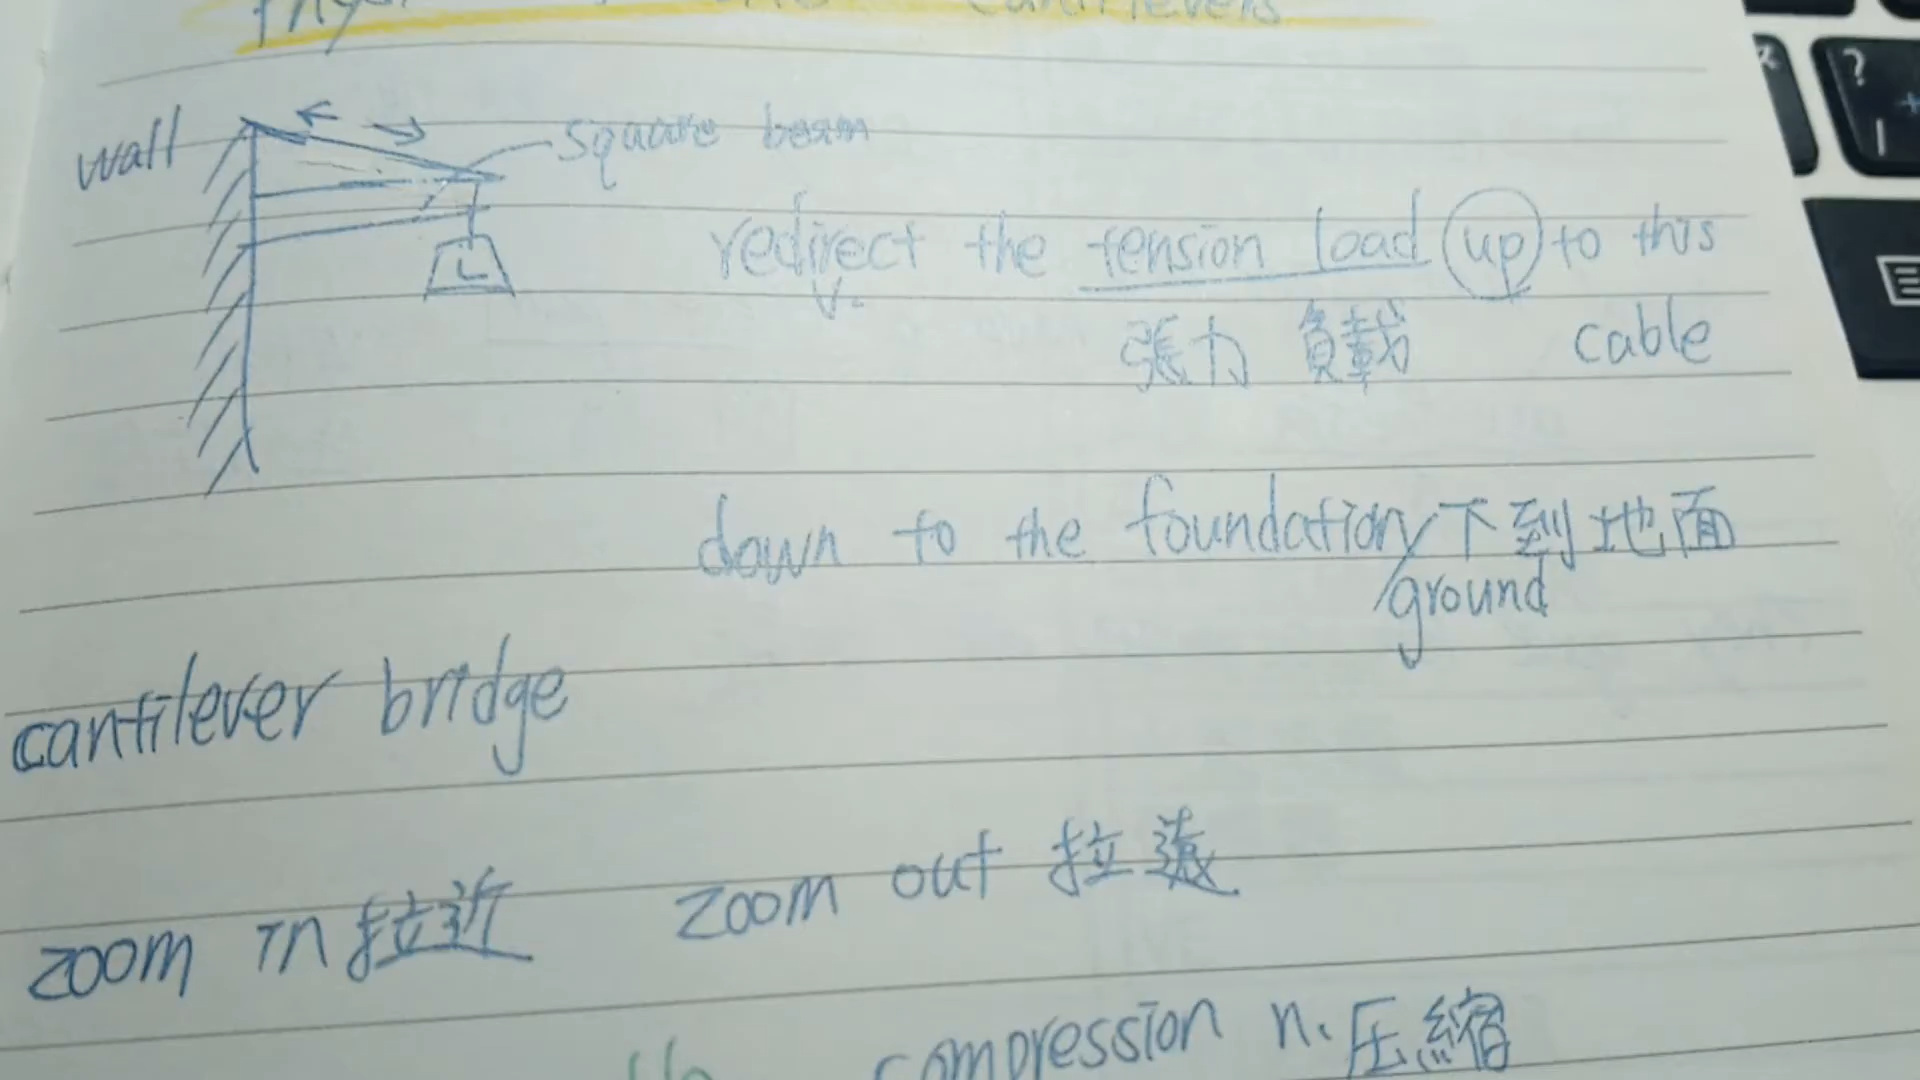 cantilevers
wall
square beam
redirect the tension load up to this
v.
張力 負載 cable
L
down to the foundation/ground 下到地面
cantilever bridge
zoom in 拉近 zoom out 拉遠
compression n. 压縮
?